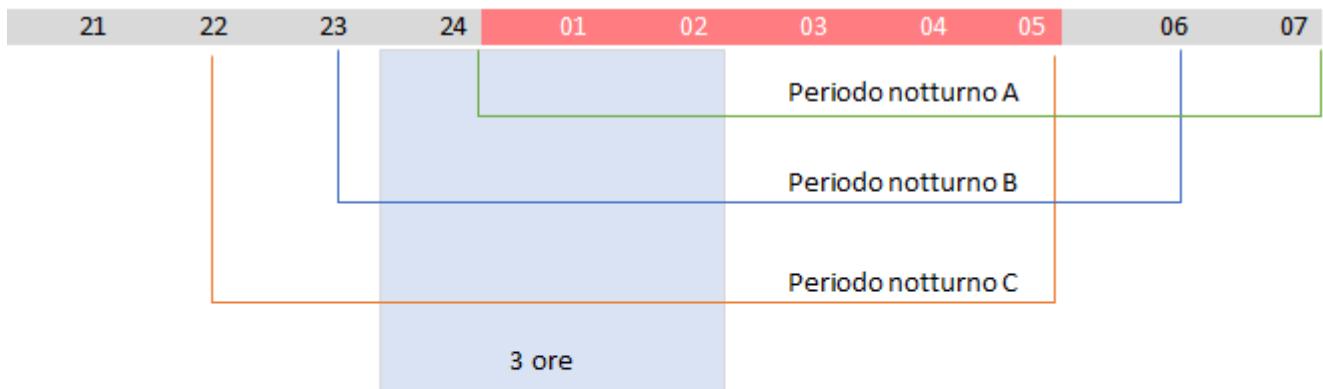 21 22 23 24 01 02 03 04 05 06 07
Periodo notturno A
Periodo notturno B
Periodo notturno C
3 ore